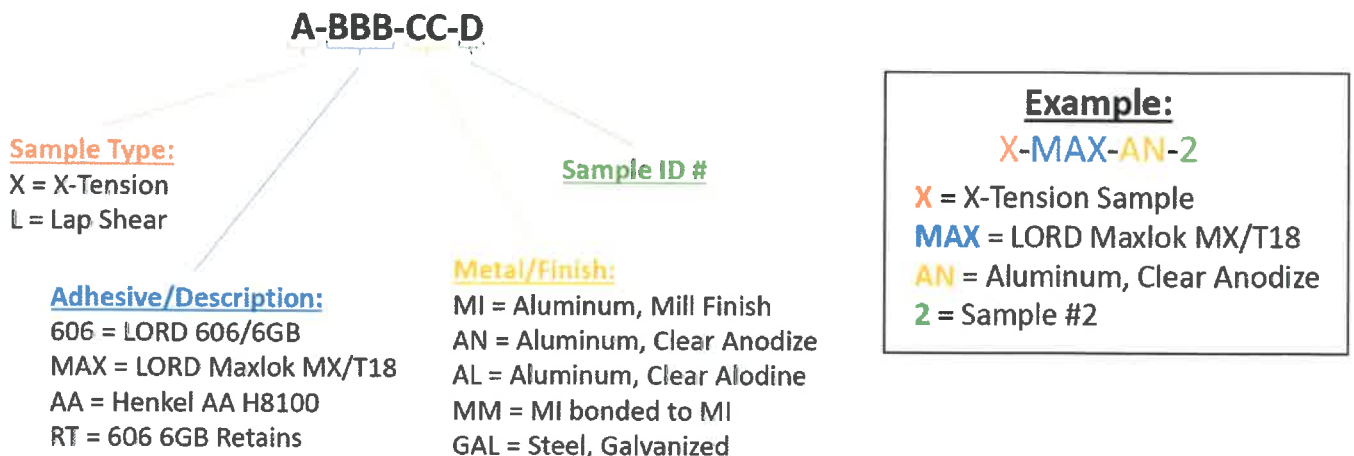 A-BBB-CC-D
Sample Type:
X = X-Tension
L = Lap Shear
Adhesive/Description:
606 = LORD 606/6GB
MAX = LORD Maxlok MX/T18
AA = Henkel AA H8100
RT = 606 6GB Retains
Metal/Finish:
MI = Aluminum, Mill Finish
AN = Aluminum, Clear Anodize
AL = Aluminum, Clear Alodine
MM = MI bonded to MI
GAL = Steel, Galvanized
Sample ID #
Example:
X-MAX-AN-2
X = X-Tension Sample
MAX = LORD Maxlok MX/T18
AN = Aluminum, Clear Anodize
2 = Sample #2